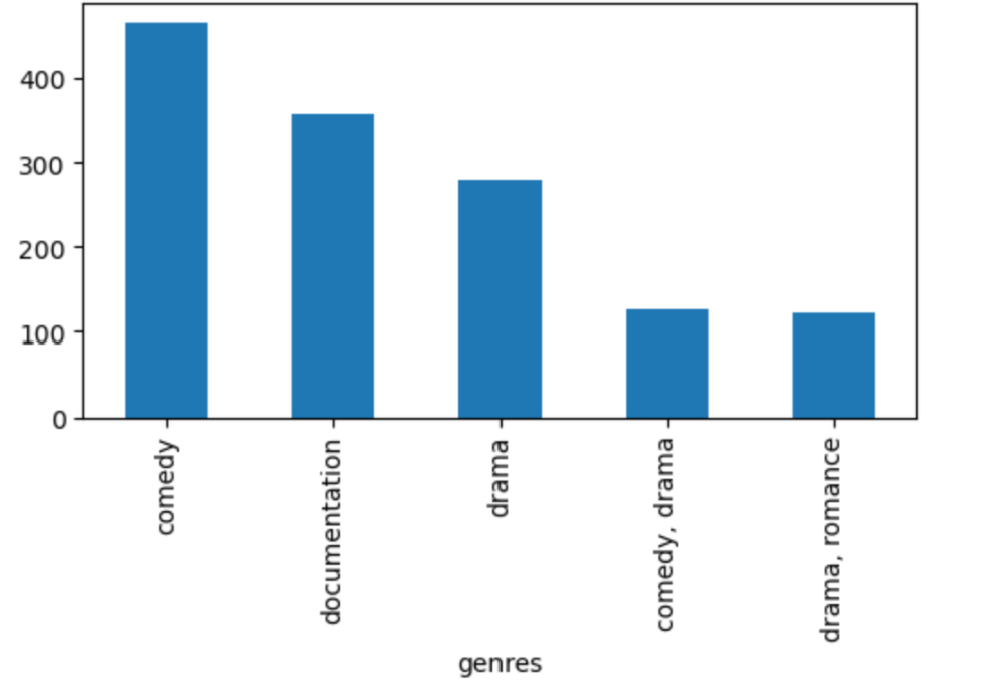 400
300
200
100
0
comedy
documentation
drama
comedy, drama
drama, romance
genres